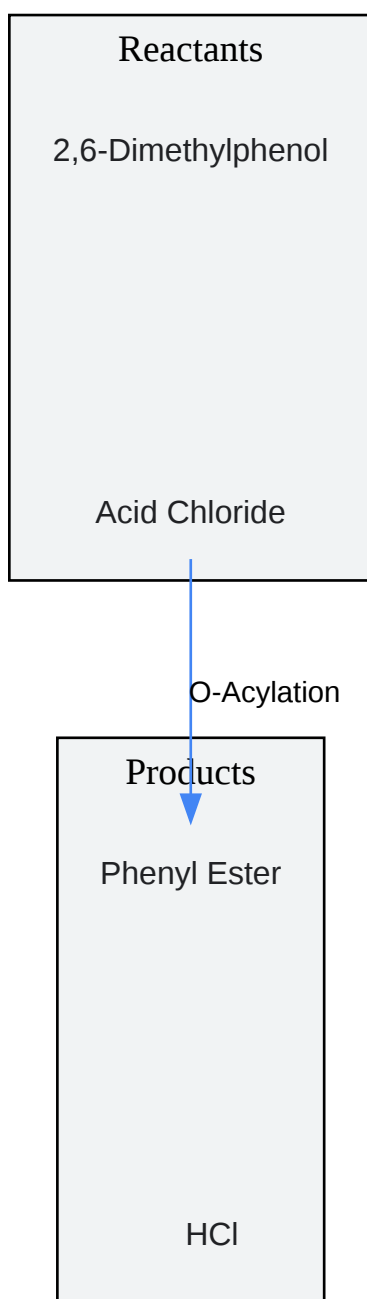 Reactants
2,6-Dimethylphenol
Acid Chloride
O-Acylation
Products
Phenyl Ester
HCl